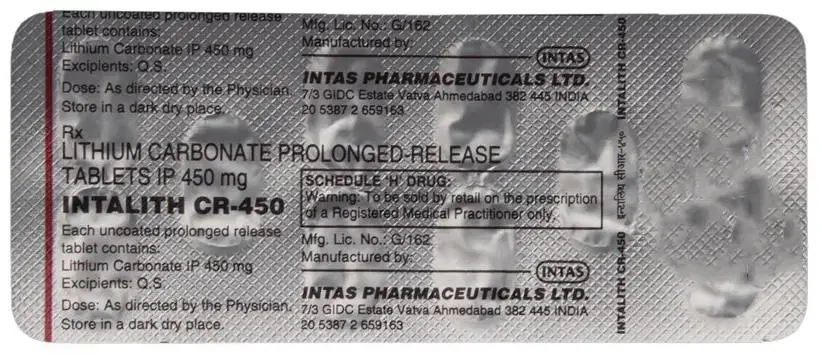 Each uncoated prolonged release
tablet contains:
Lithium Carbonate IP 450 mg
Excipients: Q.S.
Dose: As directed by the Physician.
Store in a dark dry place.
Mfg. Lic. No.: G/162
Manufactured by:
INTAS
INTAS PHARMACEUTICALS LTD.
7/3 GIDC Estate Vatva Ahmedabad 382 445 INDIA
20 5387 2 659163
Rx
LITHIUM CARBONATE PROLONGED-RELEASE
TABLETS IP 450 mg
INTALITH CR-450
Each uncoated prolonged release
tablet contains:
Lithium Carbonate IP 450 mg
Excipients: Q.S.
Dose: As directed by the Physician.
Store in a dark dry place.
SCHEDULE 'H' DRUG:
Warning: To be sold by retail on the prescription
of a Registered Medical Practitioner only.
Mfg. Lic. No.: G/162
Manufactured by:
INTAS
INTAS PHARMACEUTICALS LTD.
7/3 GIDC Estate Vatva Ahmedabad 382 445 INDIA
20 5387 2 659163
INTALITH CR-450 इन्टालिथ सीआर-४५० INTALITH CR-450